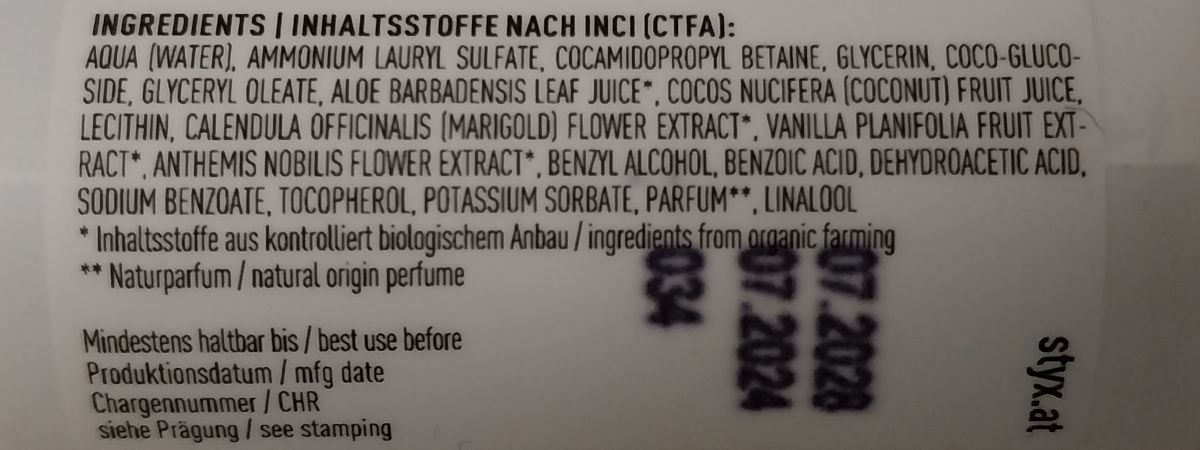 INGREDIENTS | INHALTSSTOFFE NACH INCI (CTFA):
AQUA (WATER), AMMONIUM LAURYL SULFATE, COCAMIDOPROPYL BETAINE, GLYCERIN, COCO-GLUCO-
SIDE, GLYCERYL OLEATE, ALOE BARBADENSIS LEAF JUICE*, COCOS NUCIFERA (COCONUT) FRUIT JUICE,
LECITHIN, CALENDULA OFFICINALIS (MARIGOLD) FLOWER EXTRACT*, VANILLA PLANIFOLIA FRUIT EXT-
RACT*, ANTHEMIS NOBILIS FLOWER EXTRACT*, BENZYL ALCOHOL, BENZOIC ACID, DEHYDROACETIC ACID,
SODIUM BENZOATE, TOCOPHEROL, POTASSIUM SORBATE, PARFUM**, LINALOOL
* Inhaltsstoffe aus kontrolliert biologischem Anbau / ingredients from organic farming
** Naturparfum / natural origin perfume
Mindestens haltbar bis / best use before
Produktionsdatum / mfg date
Chargennummer / CHR
siehe Prägung / see stamping
07.2028
07.2024
034
styx.at